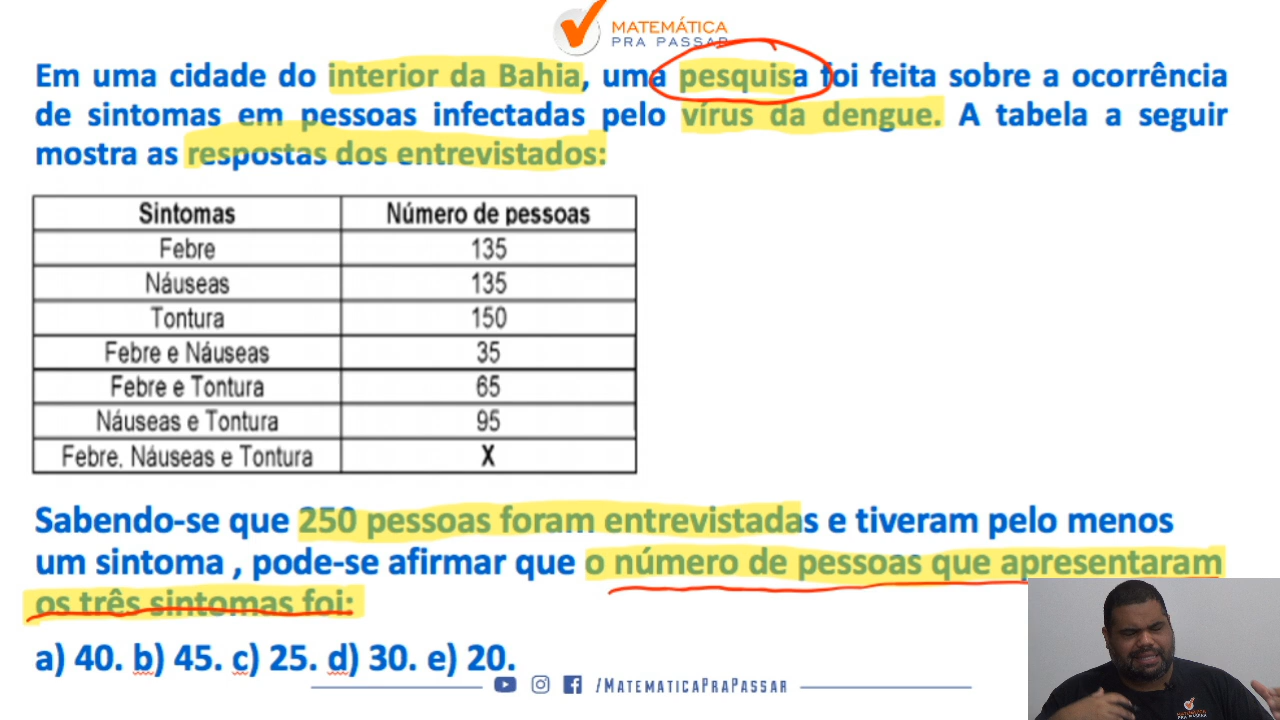 MATEMÁTICA
PRA PASSAR
Em uma cidade do interior da Bahia, uma pesquisa foi feita sobre a ocorrência
de sintomas em pessoas infectadas pelo vírus da dengue. A tabela a seguir
mostra as respostas dos entrevistados:
Sintomas Número de pessoas
Febre 135
Náuseas 135
Tontura 150
Febre e Náuseas 35
Febre e Tontura 65
Náuseas e Tontura 95
Febre, Náuseas e Tontura X
Sabendo-se que 250 pessoas foram entrevistadas e tiveram pelo menos
um sintoma , pode-se afirmar que o número de pessoas que apresentaram
os três sintomas foi:
a) 40. b) 45. c) 25. d) 30. e) 20.
/MATEMATICAPRAPASSAR
MATEMÁTICA
PRA PASSAR